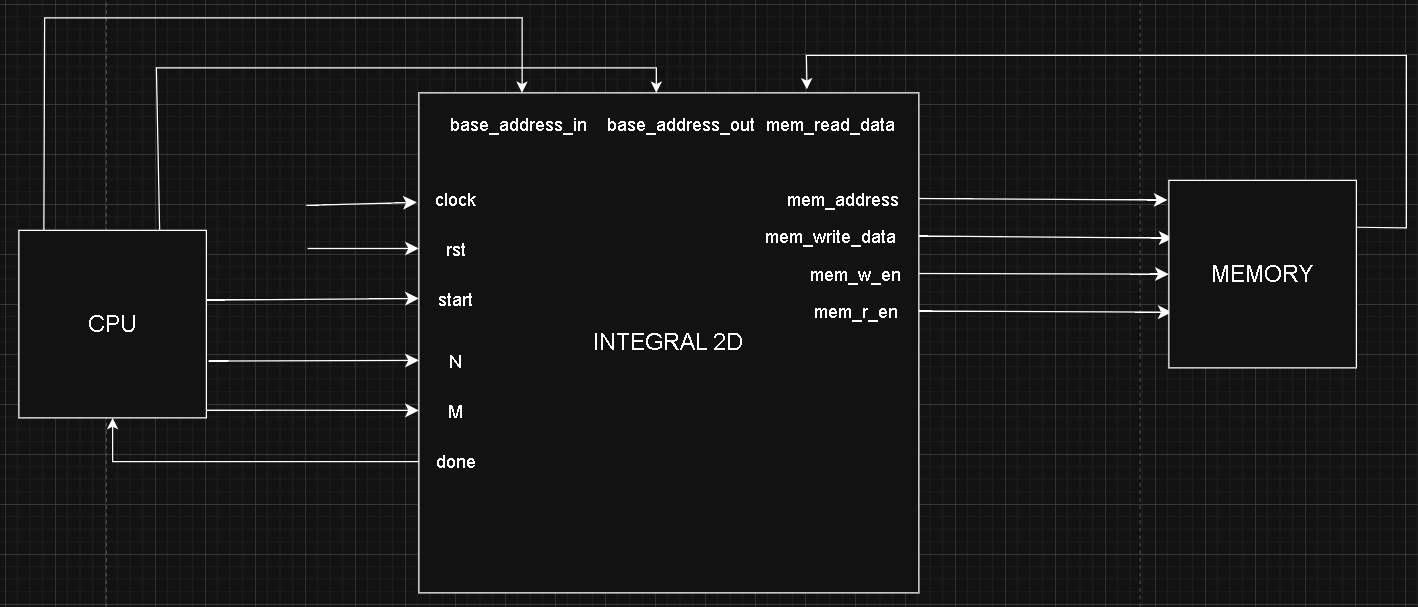 base_address_in base_address_out mem_read_data
clock
mem_address
rst
mem_write_data
start
mem_w_en
mem_r_en
CPU
INTEGRAL 2D
MEMORY
N
M
done